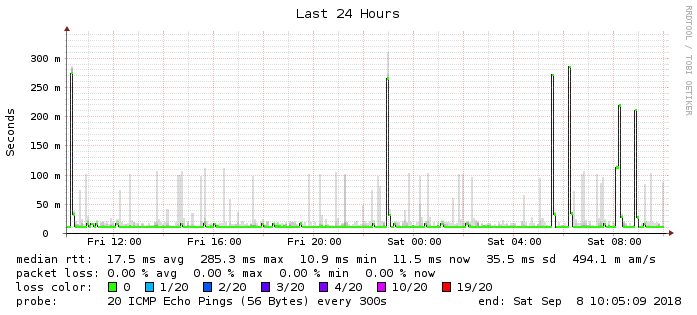 Last 24 Hours
RRDTOOL / TOBI OETIKER
Seconds
300 m
250 m
200 m
150 m
100 m
50 m
0
Fri 12:00 Fri 16:00 Fri 20:00 Sat 00:00 Sat 04:00 Sat 08:00
median rtt: 17.5 ms avg 285.3 ms max 10.9 ms min 11.5 ms now 35.5 ms sd 494.1 m am/s
packet loss: 0.00 % avg 0.00 % max 0.00 % min 0.00 % now
loss color: 0 1/20 2/20 3/20 4/20 10/20 19/20
probe: 20 ICMP Echo Pings (56 Bytes) every 300s end: Sat Sep 8 10:05:09 2018